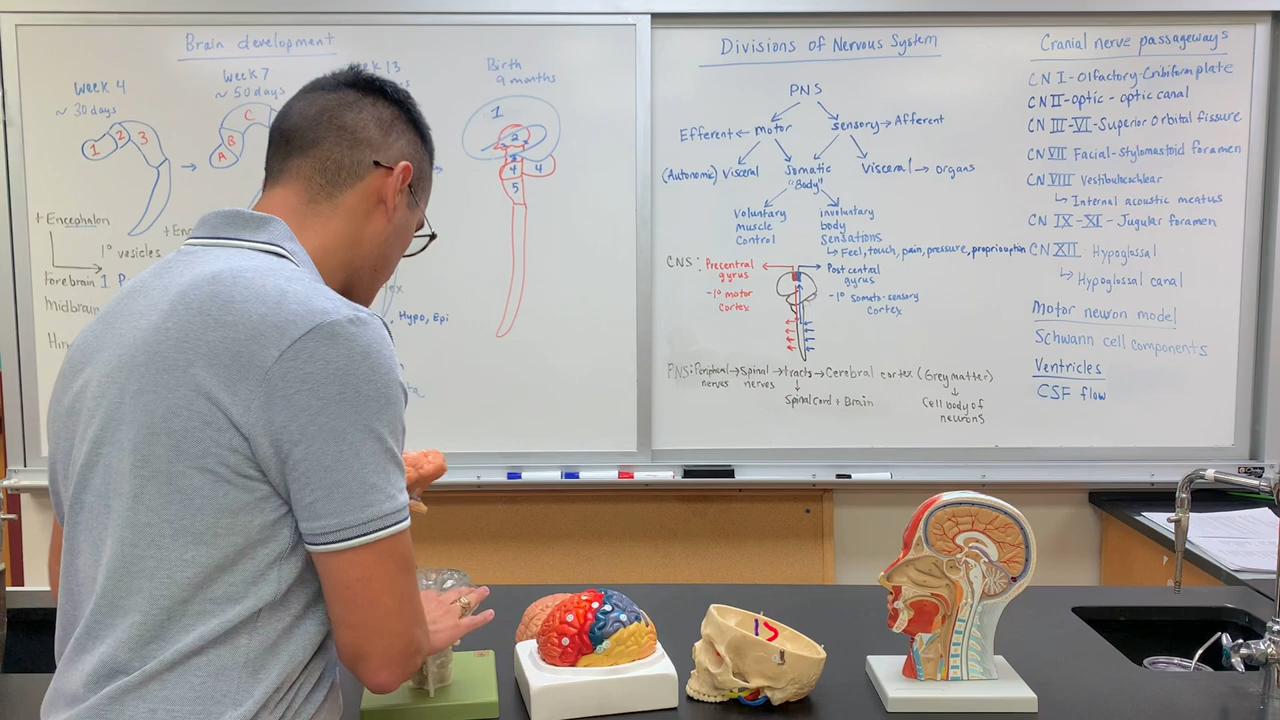 Brain development
Week 4
~ 30 days
Week 7
~ 50 days
13
Birth
9 months
1 2 3
A B C
1
2
3
4 4
5
+ Encephalon
1° vesicles
Forebrain 1
Midbrain
Hypo, Epi
Divisions of Nervous System
PNS
Efferent ← motor
Sensory → Afferent
(Autonomic) Visceral
Somatic
"Body"
Visceral → organs
Voluntary
muscle
Control
involuntary
body
Sensations
↳ Feel, touch, pain, pressure, propriouption
CNS:
Precentral
gyrus
-1° motor
Cortex
Post central
gyrus
-1° Somato-sensory
Cortex
PNS: Peripheral → Spinal → tracts → Cerebral cortex (Grey matter)
nerves nerves
Spinal cord + Brain
Cell body of
neurons
Cranial nerve passageways
CN I - Olfactory - Cribiform plate
CN II - optic - optic canal
CN III - VI - Superior Orbital fissure
CN VII Facial - Stylomastoid foramen
CN VIII Vestibulocochlear
↳ Internal acoustic meatus
CN IX - XI - Jugular foramen
CN XII - Hypoglossal
↳ Hypoglossal canal
Motor neuron model
Schwann cell components
Ventricles
CSF flow